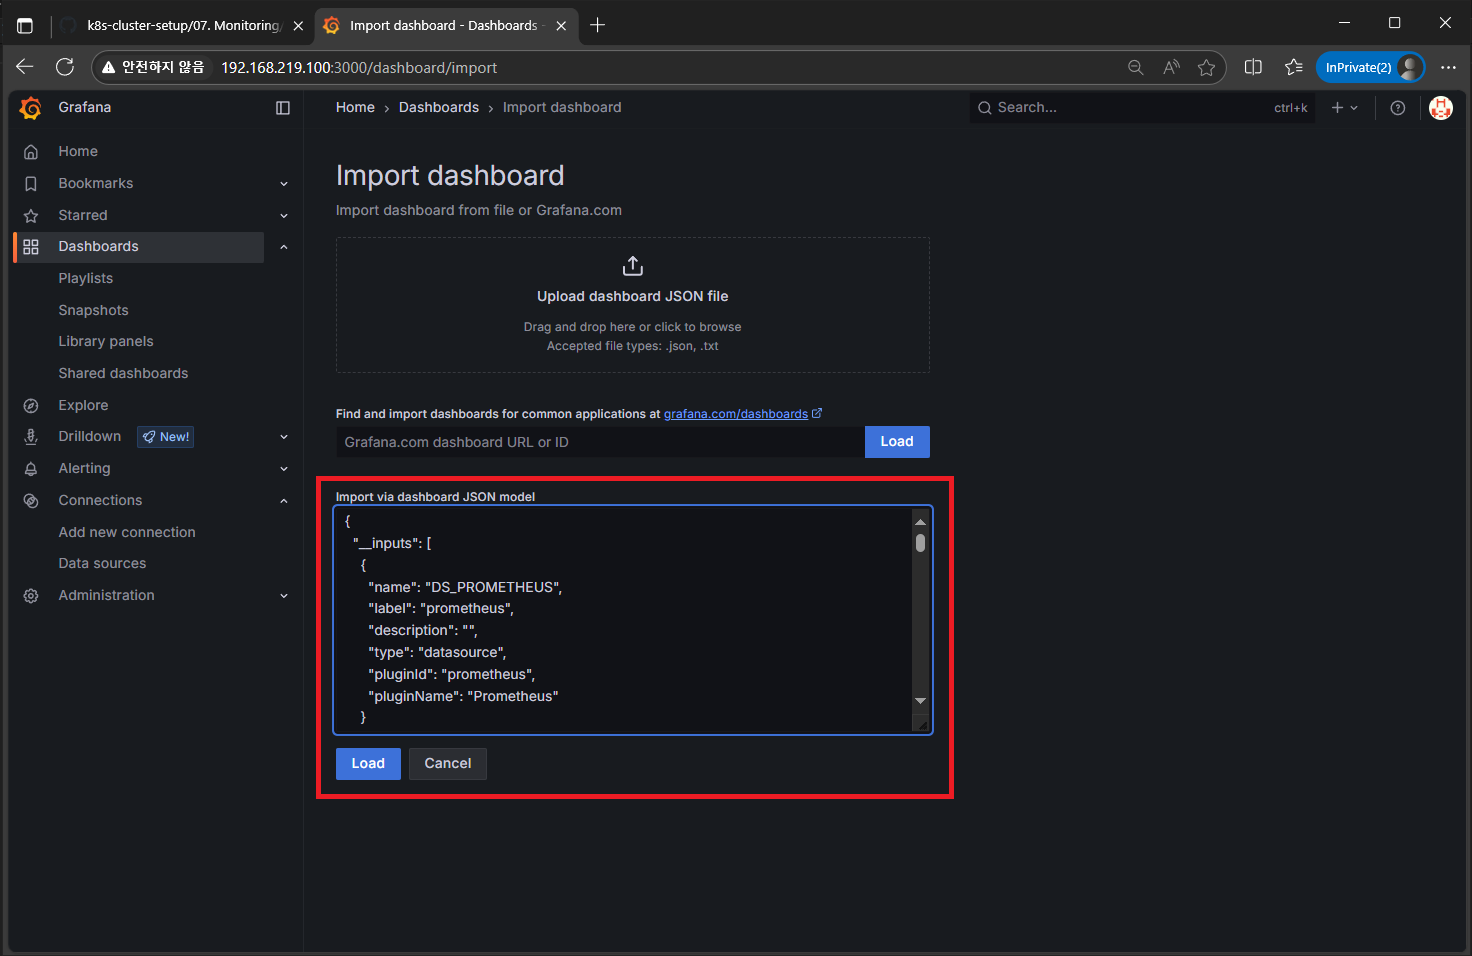 k8s-cluster-setup/07. Monitoring/
Import dashboard - Dashboards -
안전하지 않음
192.168.219.100:3000/dashboard/import
InPrivate(2)
Grafana
Home › Dashboards › Import dashboard
Search...
ctrl+k
Home
Bookmarks
Starred
Dashboards
Playlists
Snapshots
Library panels
Shared dashboards
Explore
Drilldown
New!
Alerting
Connections
Add new connection
Data sources
Administration
Import dashboard
Import dashboard from file or Grafana.com
Upload dashboard JSON file
Drag and drop here or click to browse
Accepted file types: .json, .txt
Find and import dashboards for common applications at grafana.com/dashboards
Grafana.com dashboard URL or ID
Load
Import via dashboard JSON model
{
"__inputs": [
{
"name": "DS_PROMETHEUS",
"label": "prometheus",
"description": "",
"type": "datasource",
"pluginId": "prometheus",
"pluginName": "Prometheus"
}
Load
Cancel